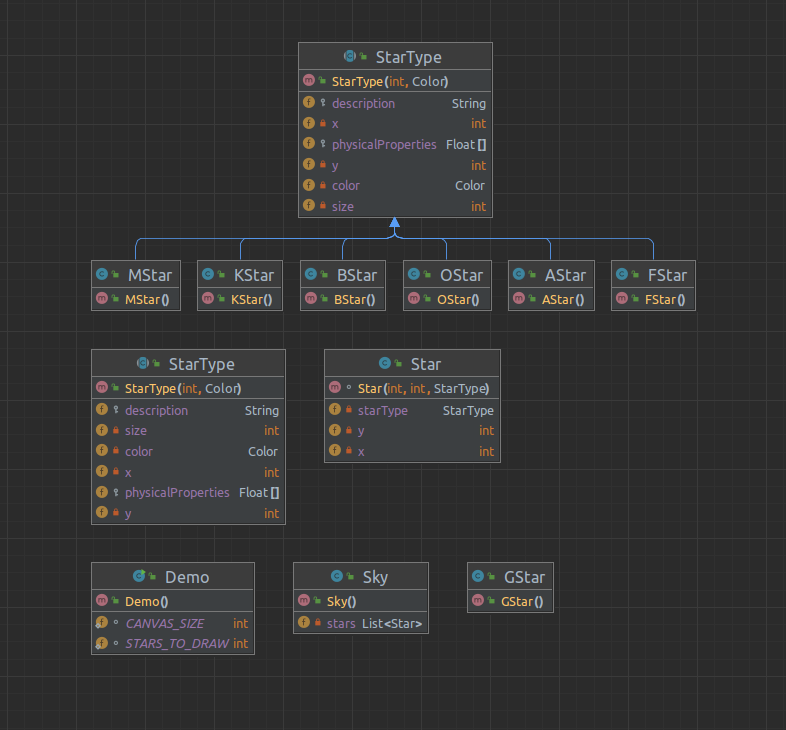 StarType
StarType(int, Color)
description String
x int
physicalProperties Float[]
y int
color Color
size int
MStar KStar BStar OStar AStar FStar
MStar() KStar() BStar() OStar() AStar() FStar()
StarType
StarType(int, Color)
description String
size int
color Color
x int
physicalProperties Float[]
y int
Star
Star(int, int, StarType)
starType StarType
y int
x int
Demo
Demo()
CANVAS_SIZE int
STARS_TO_DRAW int
Sky
Sky()
stars List<Star>
GStar
GStar()